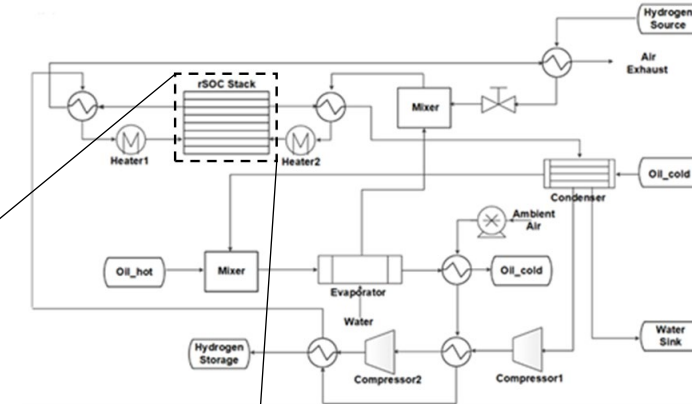 Hydrogen
Source
Air
Exhaust
rSOC Stack
Mixer
Heater1
Heater2
Oil_cold
Condenser
Ambient
Air
Oil_hot
Mixer
Oil_cold
Evaporator
Water
Water
Sink
Hydrogen
Storage
Compressor2
Compressor1